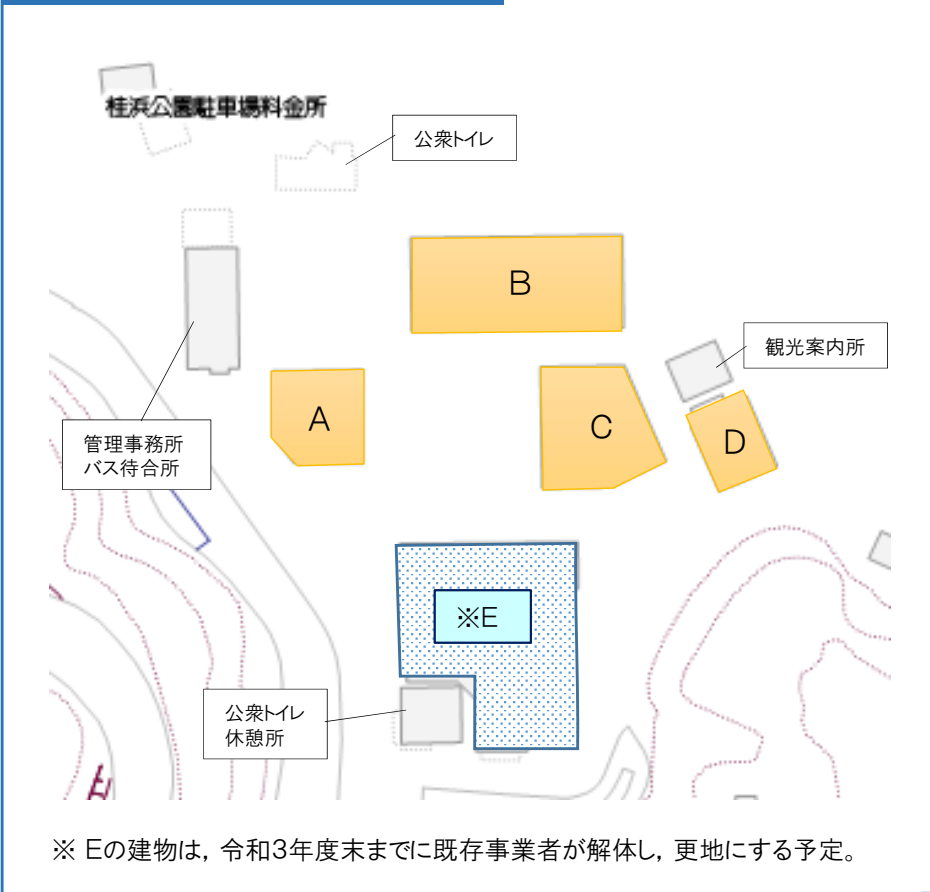 桂浜公園駐車場料金所
公衆トイレ
B
観光案内所
A
C
D
管理事務所
バス待合所
※E
公衆トイレ
休憩所
※ Eの建物は，令和3年度末までに既存事業者が解体し，更地にする予定。